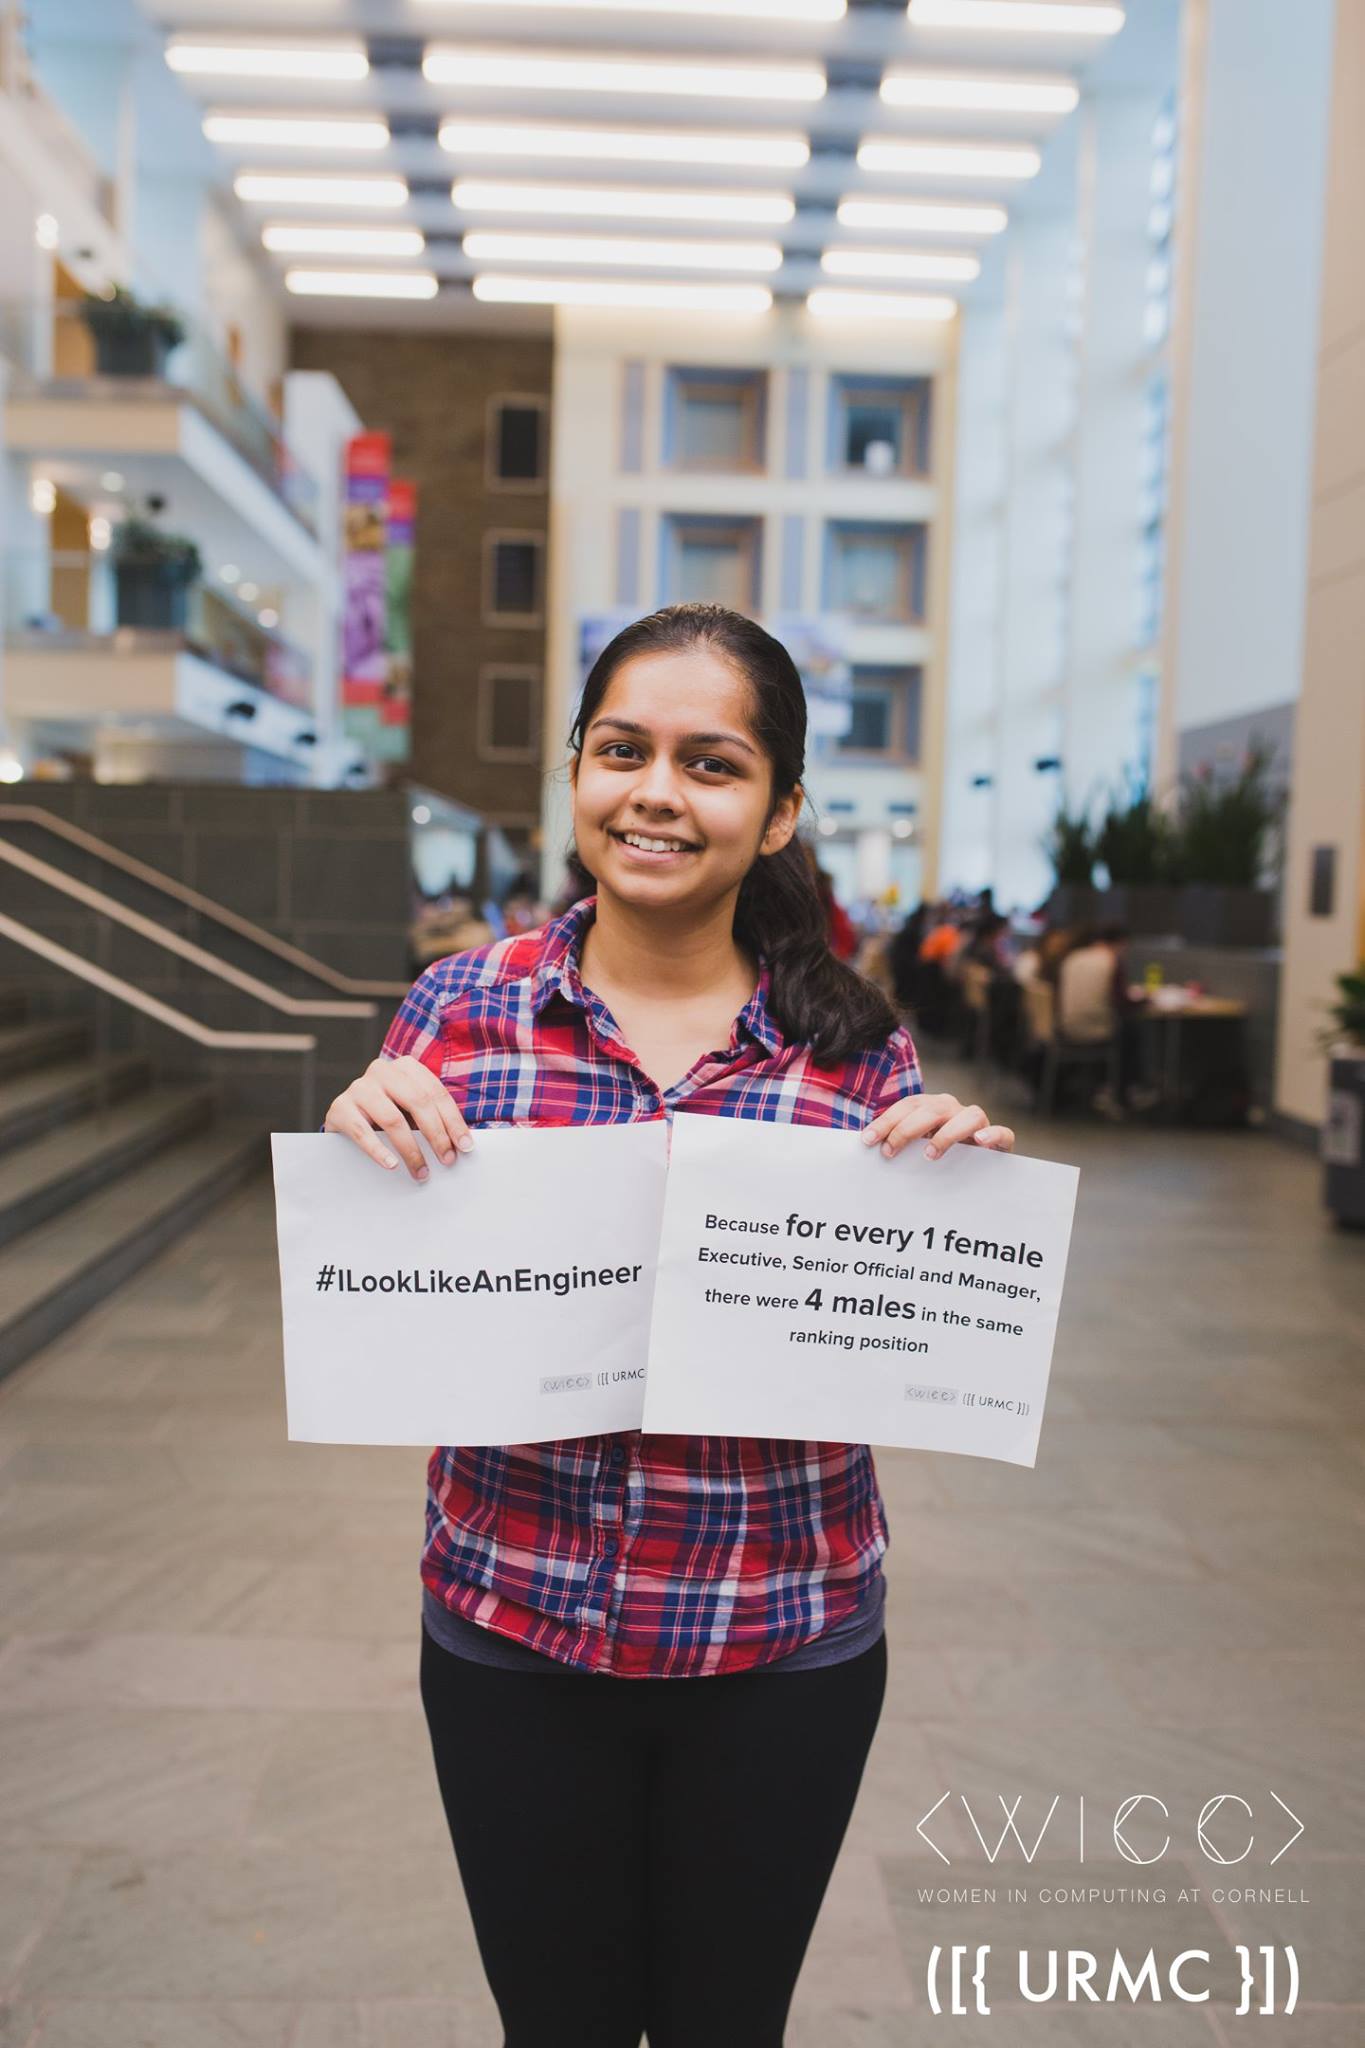 #ILookLikeAnEngineer
<WICC> ([{ URMC
Because for every 1 female
Executive, Senior Official and Manager,
there were 4 males in the same
ranking position
<WICC> ([{ URMC }])
<WICC>
WOMEN IN COMPUTING AT CORNELL
([{ URMC }])